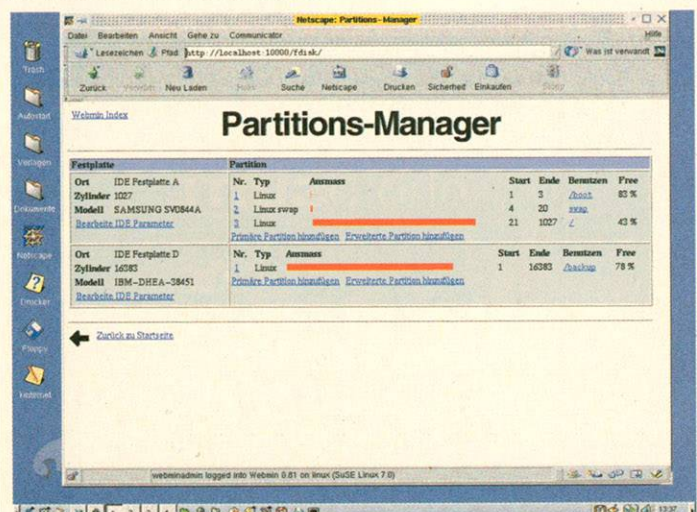 Netscape: Partitions-Manager
Datei Bearbeiten Ansicht Gehe zu Communicator Hilfe
Lesezeichen Pfad: http://localhost:10000/fdisk/ Was ist verwandt
Zurück Neu Laden Suche Netscape Drucken Sicherheit Einkaufen Stop
Trash
Autostart
Vorlagen
Dokumente
Netscape
Drucker
Floppy
Webmin Index
Partitions-Manager
Festplatte Partition
Ort IDE Festplatte A
Zylinder 1027
Modell SAMSUNG SV0844A
Bearbeite IDE Parameter
Nr. Typ Ausmass Start Ende Benutzen Free
1 Linux 1 3 /boot 83 %
2 Linux swap 4 20 swap
3 Linux 21 1027 / 43 %
Primäre Partition hinzufügen Erweiterte Partition hinzufügen
Ort IDE Festplatte D
Zylinder 16383
Modell IBM-DHEA-38451
Bearbeite IDE Parameter
Nr. Typ Ausmass Start Ende Benutzen Free
1 Linux 1 16383 /backup 78 %
Primäre Partition hinzufügen Erweiterte Partition hinzufügen
Zurück zu Startseite
webminadmin logged into Webmin 0.81 on linux (SuSE Linux 7.0)
13:37